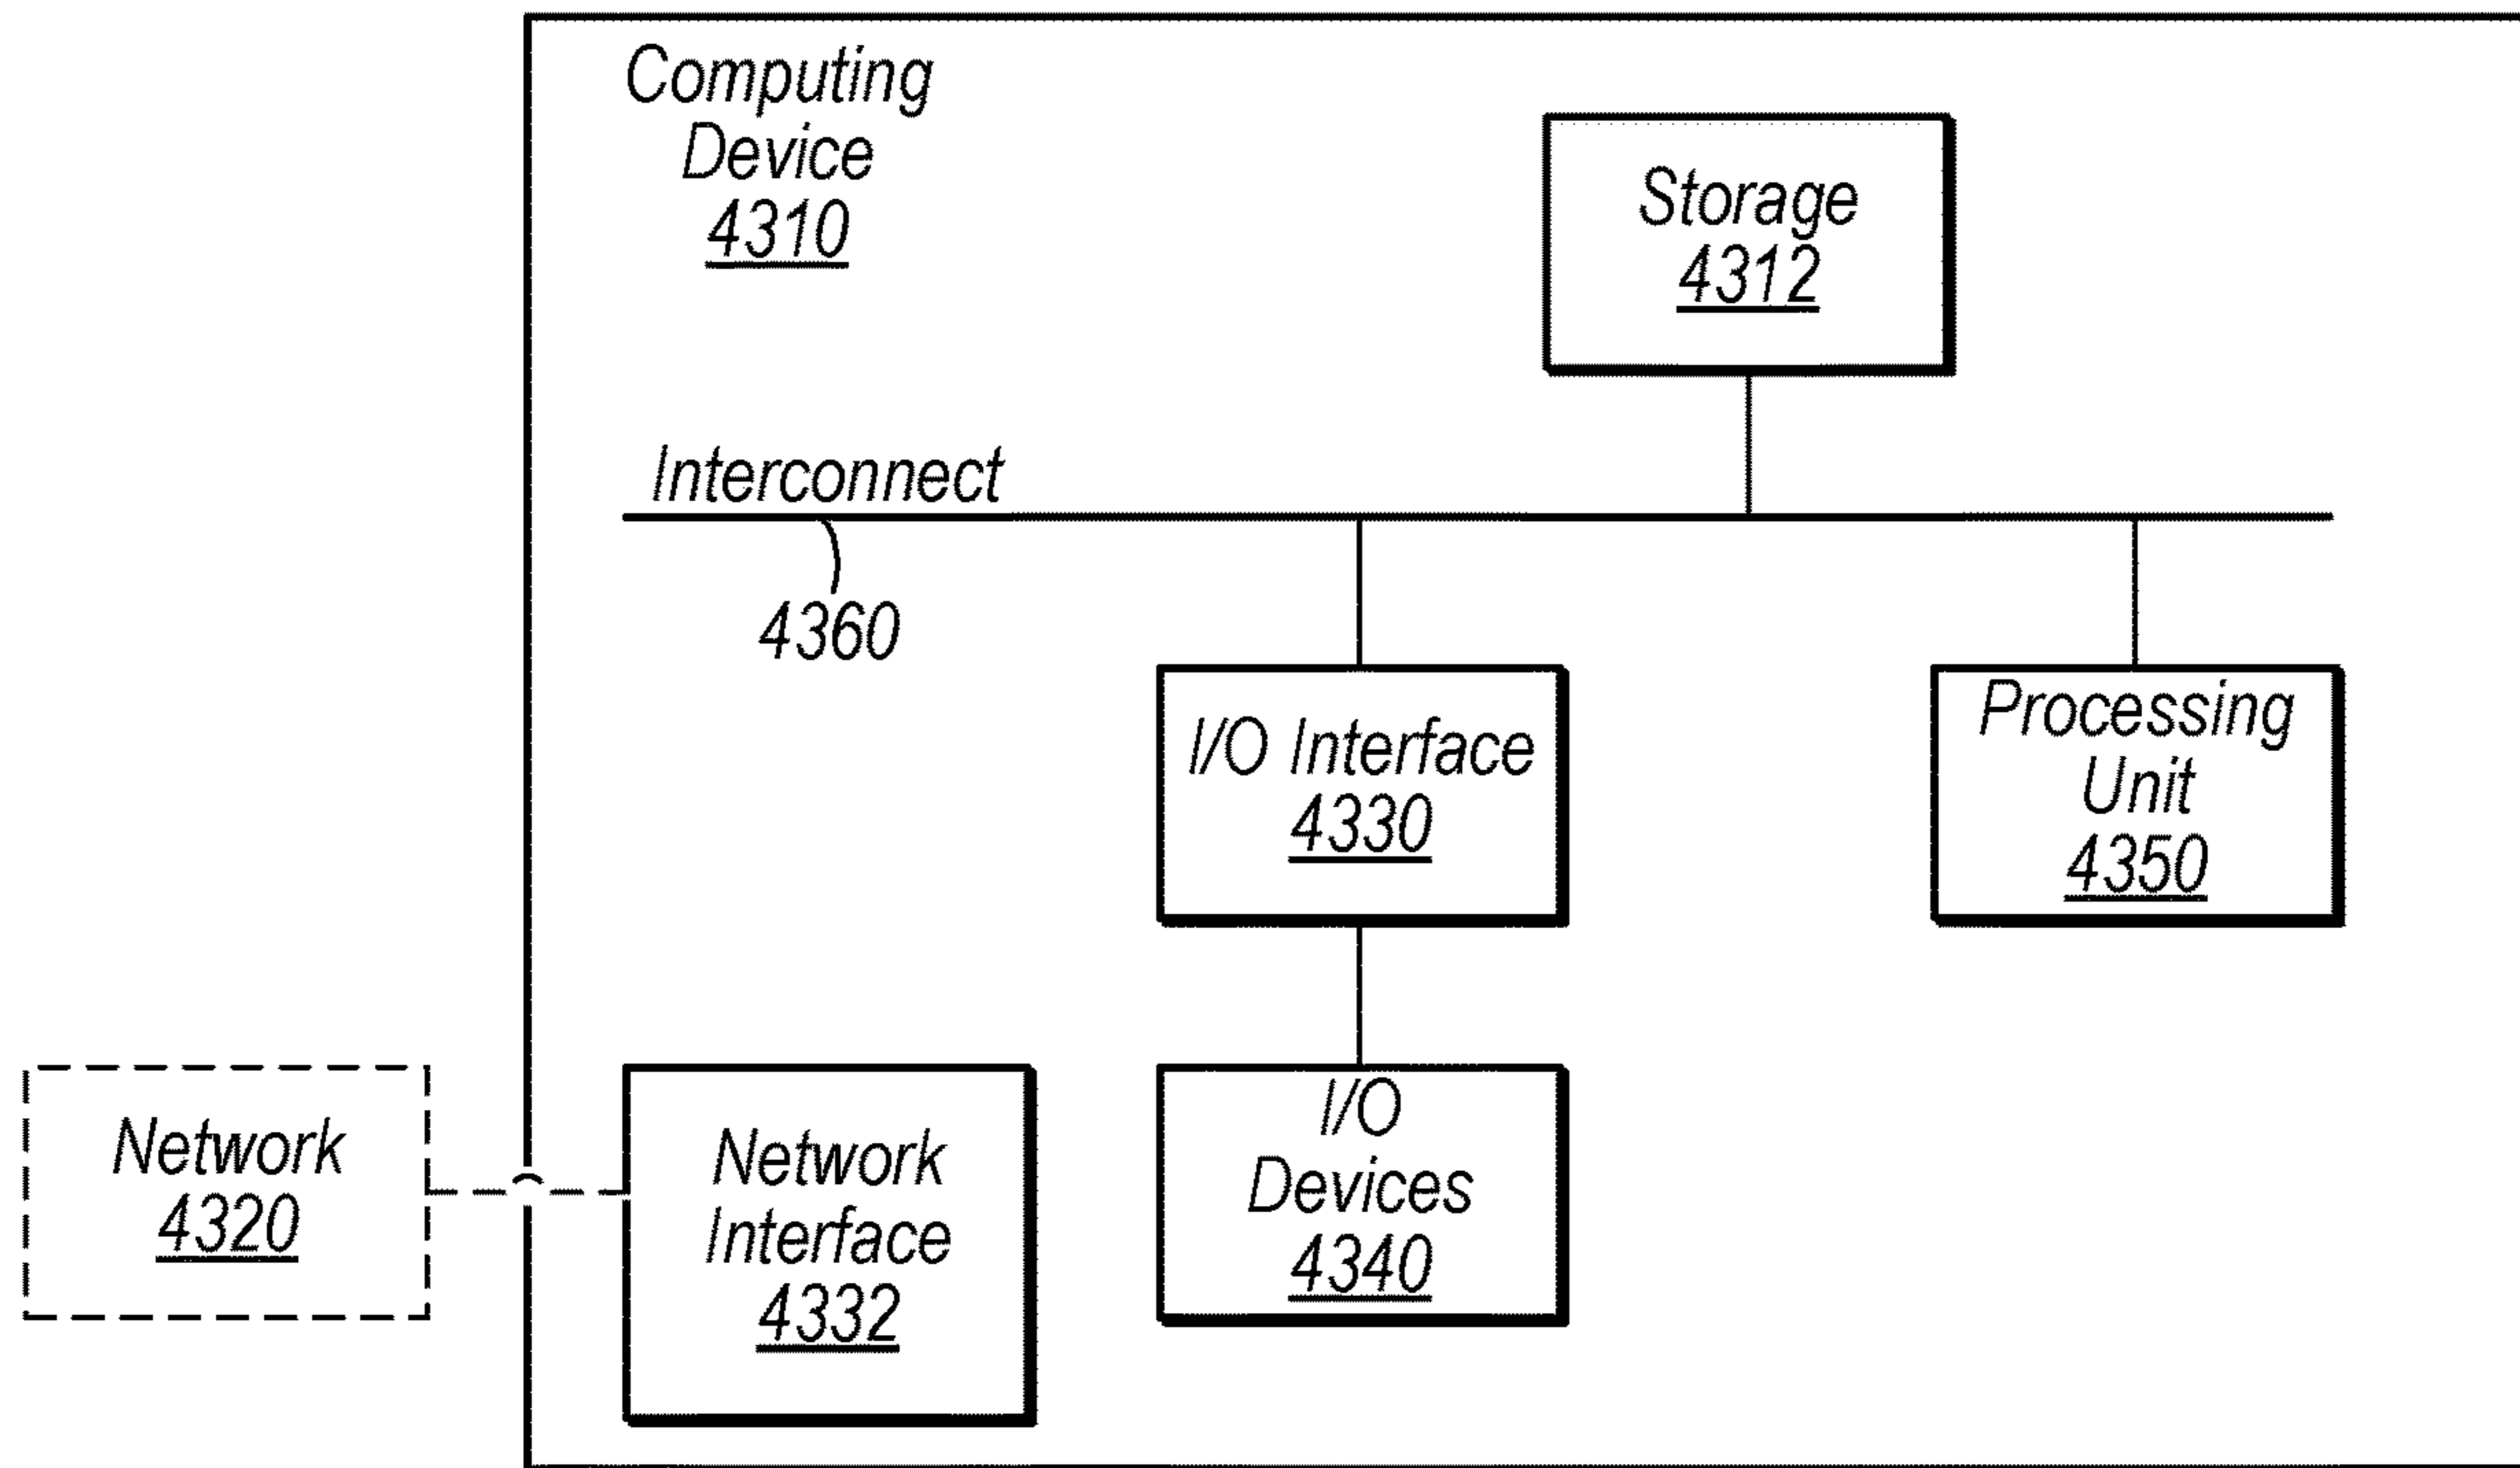 Computing
Device
4310
Storage
4312
Interconnect
4360
I/O Interface
4330
Processing
Unit
4350
Network
4320
Network
Interface
4332
I/O
Devices
4340